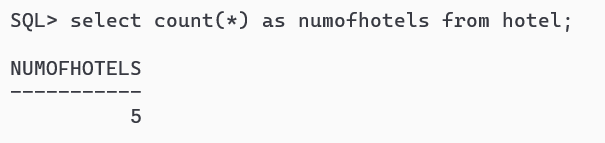 SQL> select count(*) as numofhotels from hotel;
NUMOFHOTELS
-----------
5